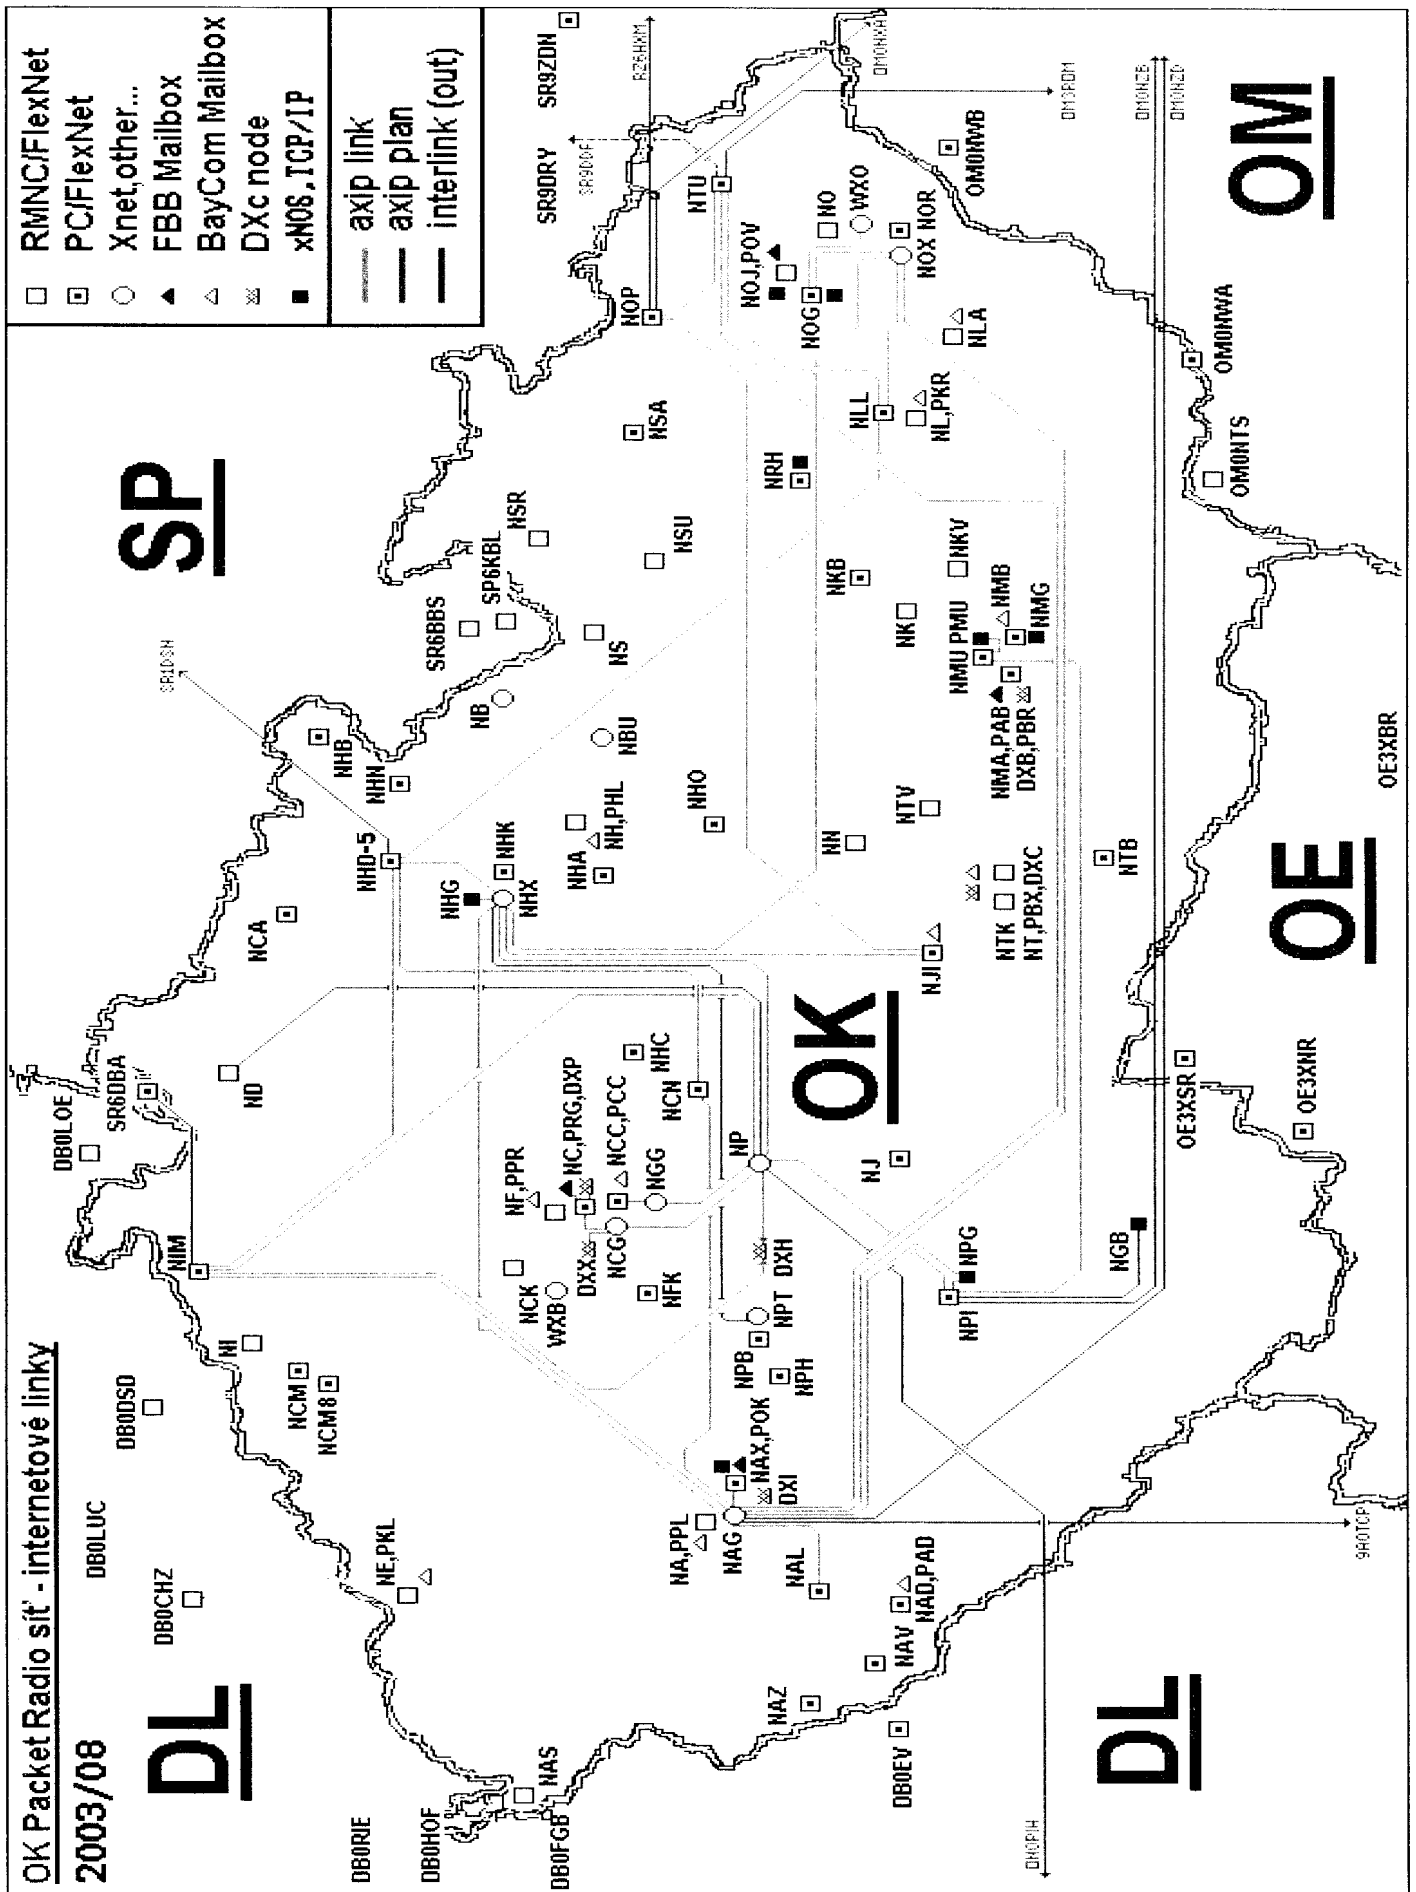 OK Packet Radio síť - internetové linky
2003/08
RMNC/FlexNet
PC/FlexNet
Xnet,other...
FBB Mailbox
BayCom Mailbox
DXc node
xNOS,TCP/IP
axip link
axip plan
interlink (out)
DL
SP
OK
OE
OM
DL
DB0LUC
DB0CHZ
DB0DSD
DB0LOE
SR6DBA
DB0RIE
DB0HOF
DB0FGB
NAS
NE,PKL
NI
NCM
NCM8
NIM
ND
NCA
NHD-5
NHB
NHN
NHG
NHK
NHX
NB
SR6BBS
SP6KBL
NSR
NS
NSU
NSA
NBU
NHA
NH,PHL
NHO
NCK
WXB
NF,PPR
DXX
NC,PRG,DXP
NCG
NCC,PCC
NGG
NFK
NHC
NCN
NP
NPT
DXH
NPB
NPH
NA,PPL
NAG
NAX,POK
DXI
NAL
NAZ
NAV
NAD,PAD
DB0EV
NJ
NPI
NPG
NGB
NJI
NN
NTV
NTK
NT,PBX,DXC
NTB
NMU PMU
NMB
NMG
NMA,PAB
DXB,PBR
NK
NKV
NKB
NRH
NLL
NL,PKR
NLA
NOP
NTU
NOJ,POV
NOG
NO
WXO
NOX NOR
SR9DRY
SR9ZDN
OM0NWB
OM0NWA
OM0NTS
OE3XSR
OE3XNR
OE3XBR